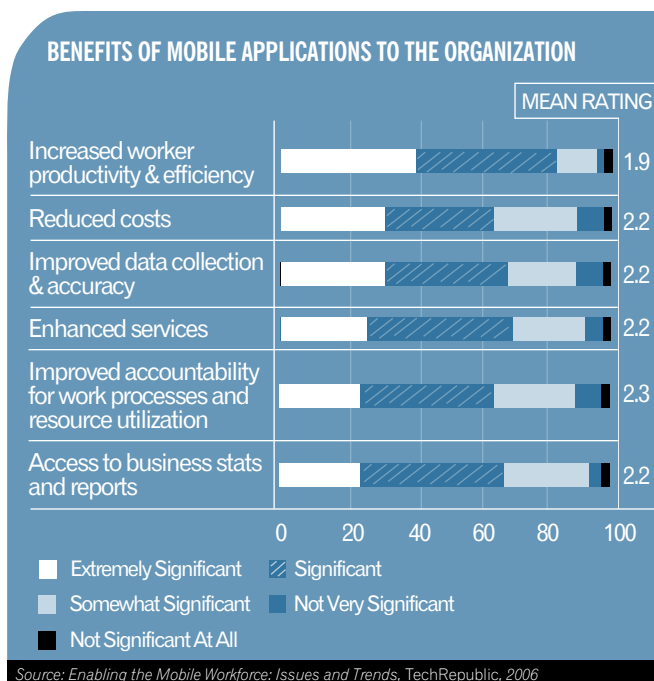 BENEFITS OF MOBILE APPLICATIONS TO THE ORGANIZATION
MEAN RATING
Increased worker
productivity & efficiency
1.9
Reduced costs
2.2
Improved data collection
& accuracy
2.2
Enhanced services
2.2
Improved accountability
for work processes and
resource utilization
2.3
Access to business stats
and reports
2.2
0 20 40 60 80 100
Extremely Significant
Significant
Somewhat Significant
Not Very Significant
Not Significant At All
Source: Enabling the Mobile Workforce: Issues and Trends, TechRepublic, 2006